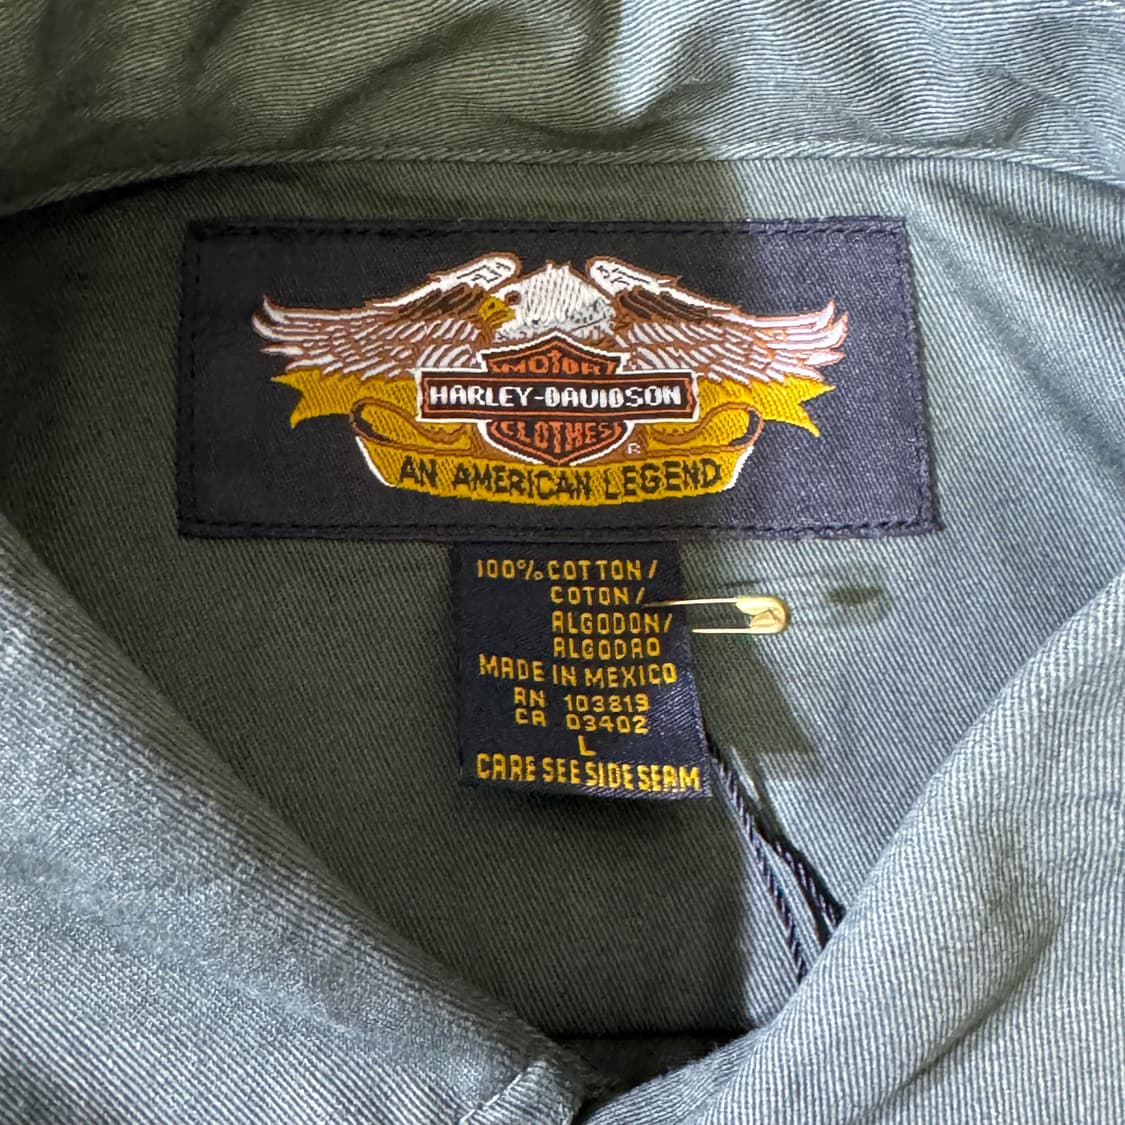 MOTOR
HARLEY-DAVIDSON
CLOTHES
®
AN AMERICAN LEGEND
100% COTTON/
COTON/
ALGODON/
ALGODAO
MADE IN MEXICO
RN 103819
CA 03402
L
CARE SEE SIDE SEAM